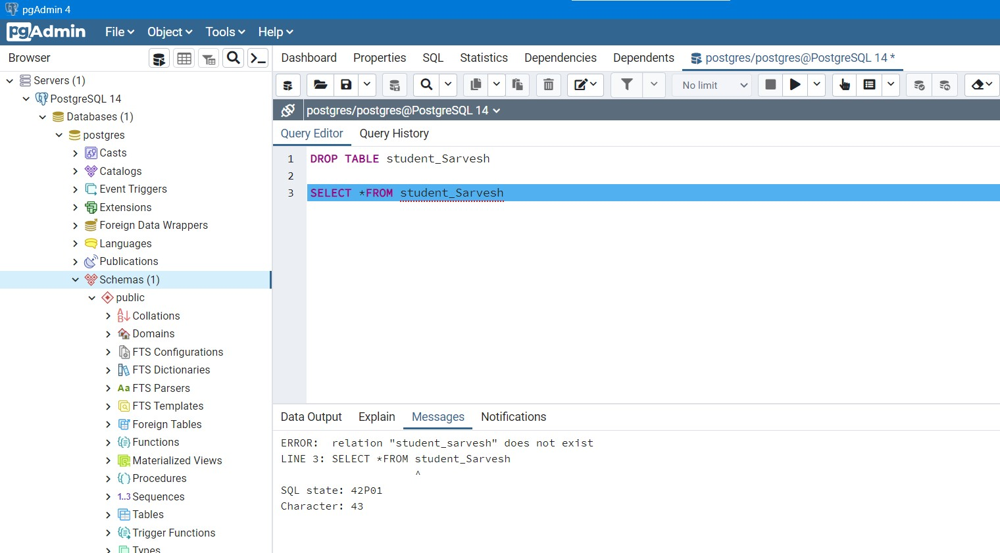 pgAdmin 4
pgAdmin File Object Tools Help
Browser
Servers (1)
PostgreSQL 14
Databases (1)
postgres
Casts
Catalogs
Event Triggers
Extensions
Foreign Data Wrappers
Languages
Publications
Schemas (1)
public
Collations
Domains
FTS Configurations
FTS Dictionaries
Aa FTS Parsers
FTS Templates
Foreign Tables
Functions
Materialized Views
Procedures
1..3 Sequences
Tables
Trigger Functions
Types
Dashboard Properties SQL Statistics Dependencies Dependents postgres/postgres@PostgreSQL 14 *
No limit
postgres/postgres@PostgreSQL 14
Query Editor Query History
1 DROP TABLE student_Sarvesh
2
3 SELECT *FROM student_Sarvesh
Data Output Explain Messages Notifications
ERROR:  relation "student_sarvesh" does not exist
LINE 3: SELECT *FROM student_Sarvesh
^
SQL state: 42P01
Character: 43